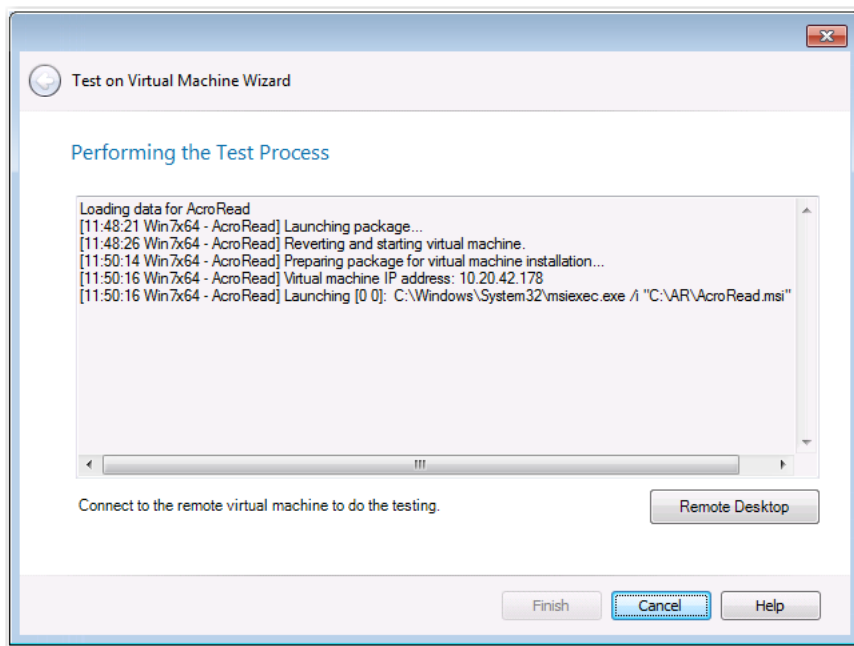 Test on Virtual Machine Wizard
Performing the Test Process
Loading data for AcroRead
[11:48:21 Win7x64 - AcroRead] Launching package...
[11:48:26 Win7x64 - AcroRead] Reverting and starting virtual machine.
[11:50:14 Win7x64 - AcroRead] Preparing package for virtual machine installation...
[11:50:16 Win7x64 - AcroRead] Virtual machine IP address: 10.20.42.178
[11:50:16 Win7x64 - AcroRead] Launching [0 0]:  C:\Windows\System32\msiexec.exe /i "C:\AR\AcroRead.msi"
Connect to the remote virtual machine to do the testing.
Remote Desktop
Finish
Cancel
Help